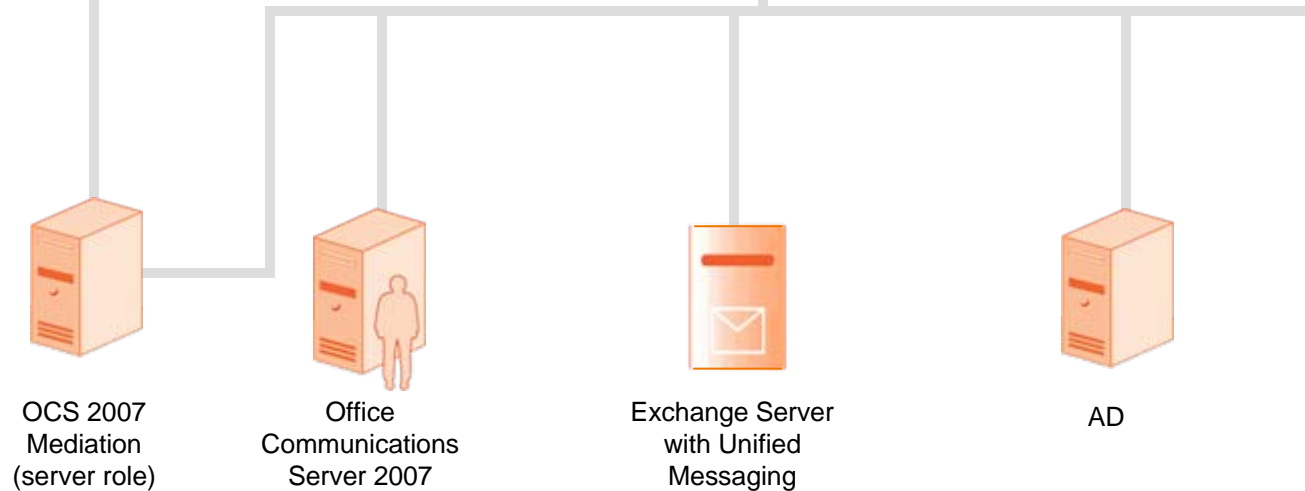 OCS 2007
Mediation
(server role)
Office
Communications
Server 2007
Exchange Server
with Unified
Messaging
AD